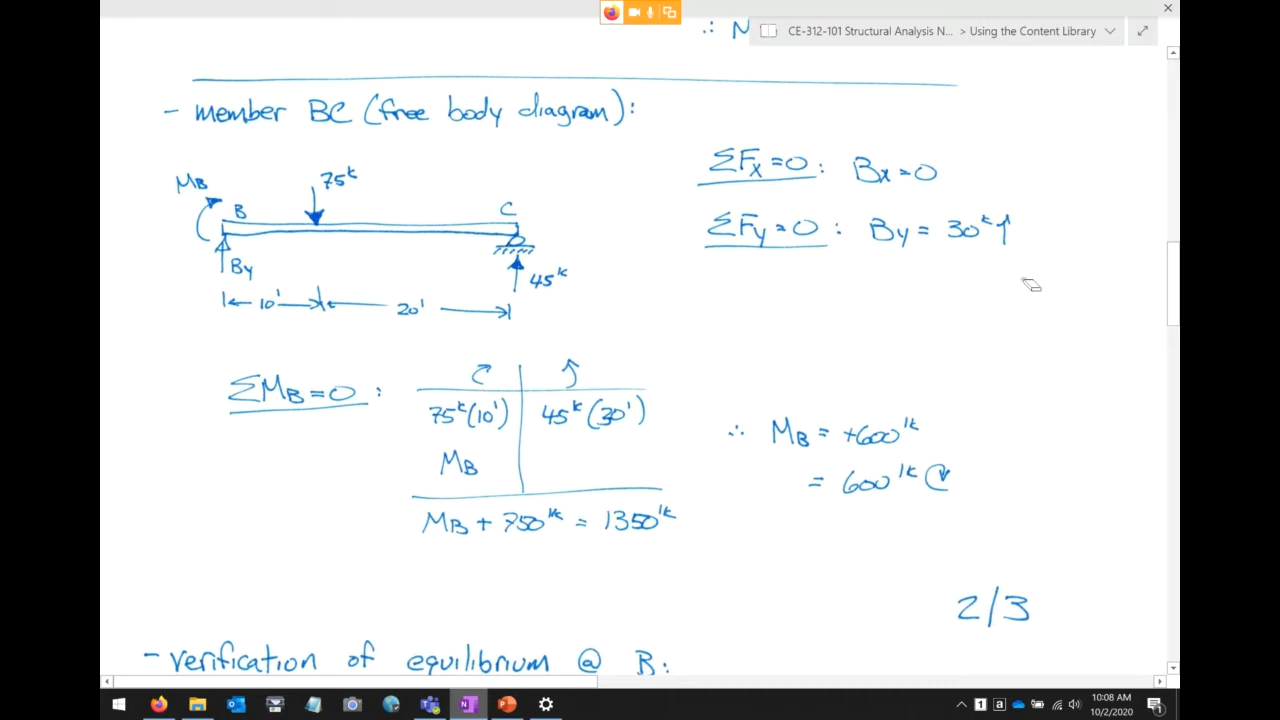 ∴ M
CE-312-101 Structural Analysis N... > Using the Content Library
- member BC (free body diagram):
ΣFx=0: Bx=0
MB
75k
B
C
ΣFy=0: By = 30k↑
By
45k
10'
20'
ΣMB=0:
75k(10') 45k(30')
MB
∴ MB = +600'k
= 600'k
MB + 750'k = 1350'k
2/3
- verification of equilibrium @ B:
10:08 AM
10/2/2020